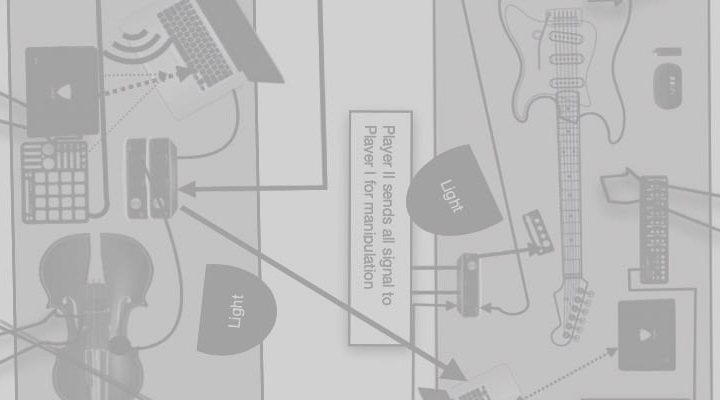 Player II sends all signal to
Player I for manipulation
Light
Light